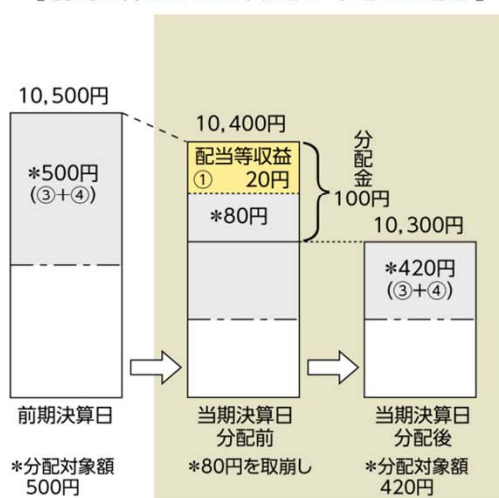 10,500円
10,400円
配当等収益
① 20円
*500円
(③+④)
*80円
分配金
100円
10,300円
*420円
(③+④)
前期決算日
当期決算日
分配前
当期決算日
分配後
*分配対象額
500円
*80円を取崩し
*分配対象額
420円